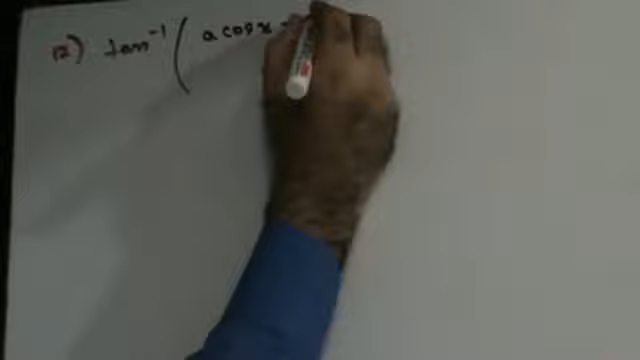 12) tan⁻¹ ( a cos x -